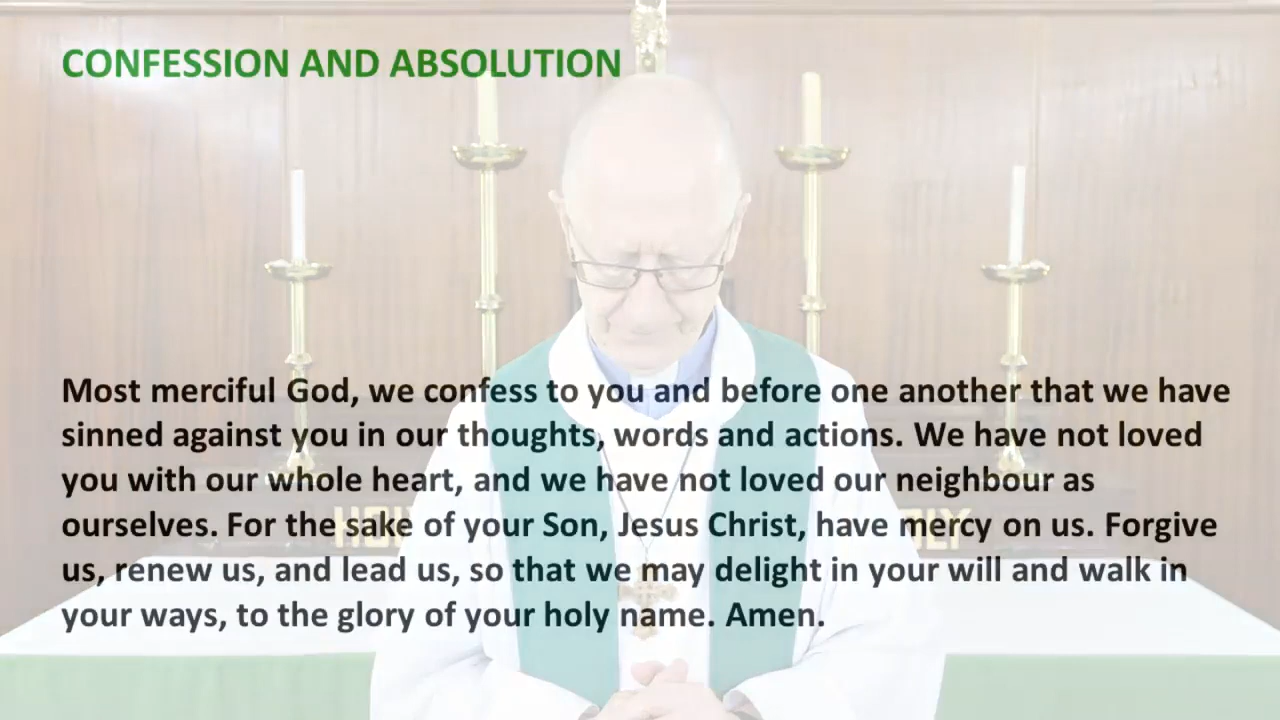 CONFESSION AND ABSOLUTION
Most merciful God, we confess to you and before one another that we have
sinned against you in our thoughts, words and actions. We have not loved
you with our whole heart, and we have not loved our neighbour as
ourselves. For the sake of your Son, Jesus Christ, have mercy on us. Forgive
us, renew us, and lead us, so that we may delight in your will and walk in
your ways, to the glory of your holy name. Amen.